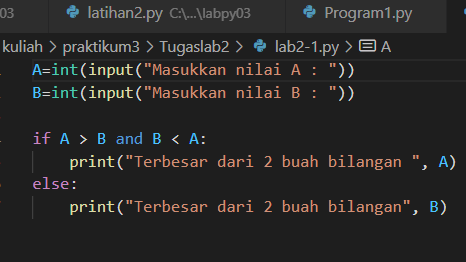 latihan2.py C:\...\labpy03 Program1.py
kuliah > praktikum3 > Tugaslab2 > lab2-1.py > A
A=int(input("Masukkan nilai A : "))
B=int(input("Masukkan nilai B : "))
if A > B and B < A:
print("Terbesar dari 2 buah bilangan ", A)
else:
print("Terbesar dari 2 buah bilangan", B)